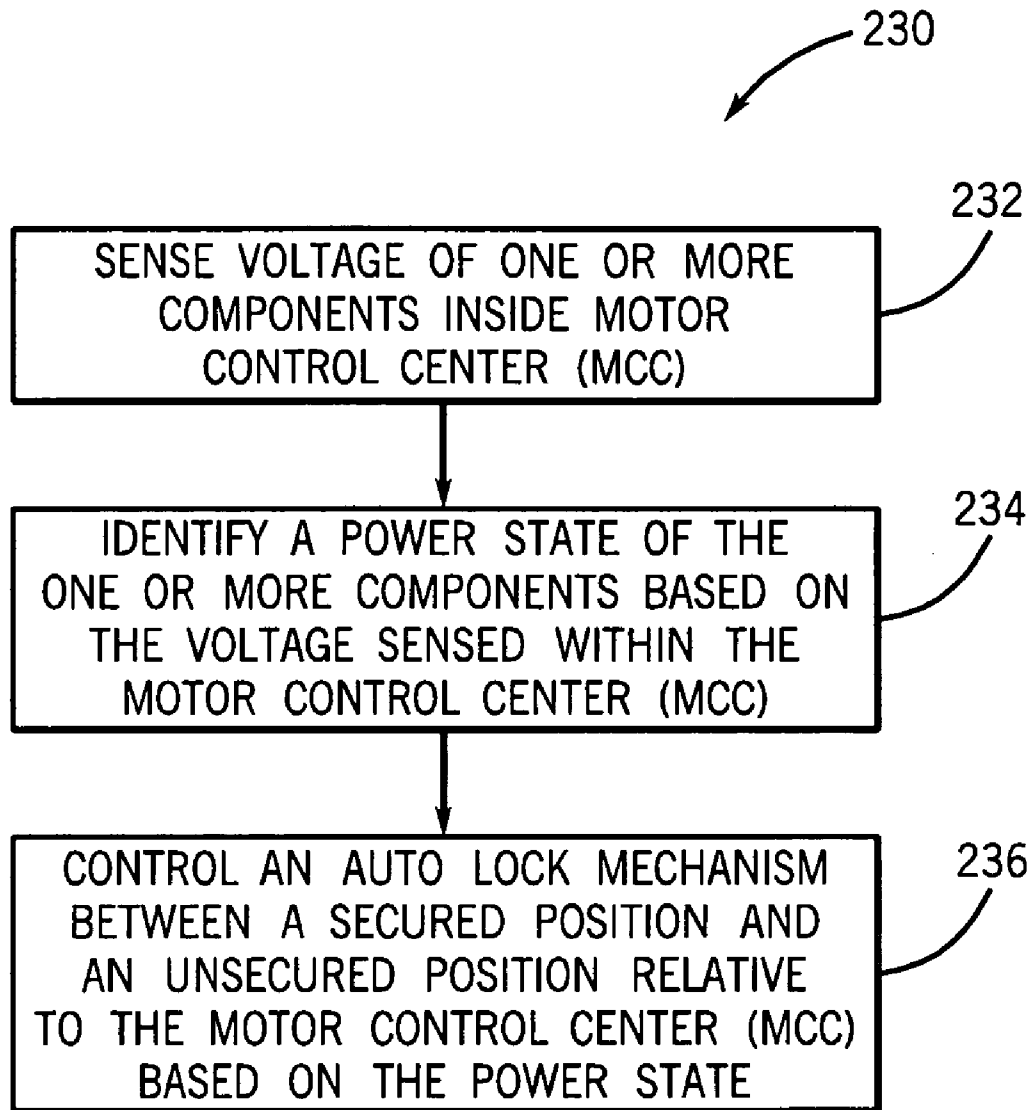 230
232
SENSE VOLTAGE OF ONE OR MORE
COMPONENTS INSIDE MOTOR
CONTROL CENTER (MCC)
234
IDENTIFY A POWER STATE OF THE
ONE OR MORE COMPONENTS BASED ON
THE VOLTAGE SENSED WITHIN THE
MOTOR CONTROL CENTER (MCC)
236
CONTROL AN AUTO LOCK MECHANISM
BETWEEN A SECURED POSITION AND
AN UNSECURED POSITION RELATIVE
TO THE MOTOR CONTROL CENTER (MCC)
BASED ON THE POWER STATE